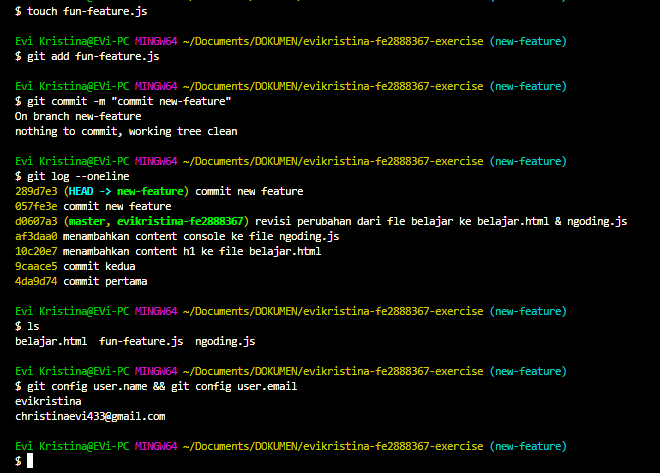 $ touch fun-feature.js
Evi Kristina@EVi-PC MINGW64 ~/Documents/DOKUMEN/evikristina-fe2888367-exercise (new-feature)
$ git add fun-feature.js
Evi Kristina@EVi-PC MINGW64 ~/Documents/DOKUMEN/evikristina-fe2888367-exercise (new-feature)
$ git commit -m "commit new-feature"
On branch new-feature
nothing to commit, working tree clean
Evi Kristina@EVi-PC MINGW64 ~/Documents/DOKUMEN/evikristina-fe2888367-exercise (new-feature)
$ git log --oneline
289d7e3 (HEAD -> new-feature) commit new feature
057fe3e commit new feature
d0607a3 (master, evikristina-fe2888367) revisi perubahan dari fle belajar ke belajar.html & ngoding.js
af3daa0 menambahkan content console ke file ngoding.js
10c20e7 menambahkan content h1 ke file belajar.html
9caace5 commit kedua
4da9d74 commit pertama
Evi Kristina@EVi-PC MINGW64 ~/Documents/DOKUMEN/evikristina-fe2888367-exercise (new-feature)
$ ls
belajar.html  fun-feature.js  ngoding.js
Evi Kristina@EVi-PC MINGW64 ~/Documents/DOKUMEN/evikristina-fe2888367-exercise (new-feature)
$ git config user.name && git config user.email
evikristina
christinaevi433@gmail.com
Evi Kristina@EVi-PC MINGW64 ~/Documents/DOKUMEN/evikristina-fe2888367-exercise (new-feature)
$